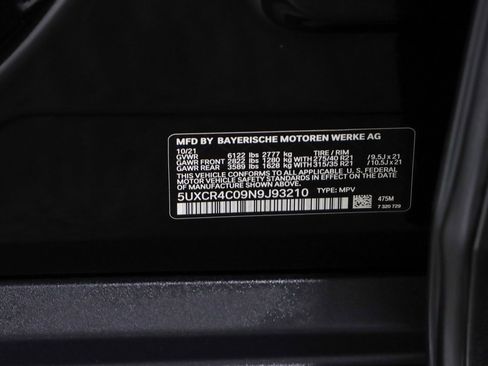 MFD BY BAYERISCHE MOTOREN WERKE AG
10/21 TIRE / RIM
GVWR 6122 lbs 2777 kg
GAWR FRONT 2822 lbs 1280 kg WITH 275/40 R21 / 9.5J x 21
GAWR REAR 3589 lbs 1628 kg WITH 315/35 R21 / 10.5J x 21
THIS VEHICLE CONFORMS TO ALL APPLICABLE U.S. FEDERAL
MOTOR VEHICLE SAFETY STANDARDS IN EFFECT ON THE DATE OF
MANUFACTURE SHOWN ABOVE.
5UXCR4C09N9J93210 TYPE: MPV
475M
7 320 729